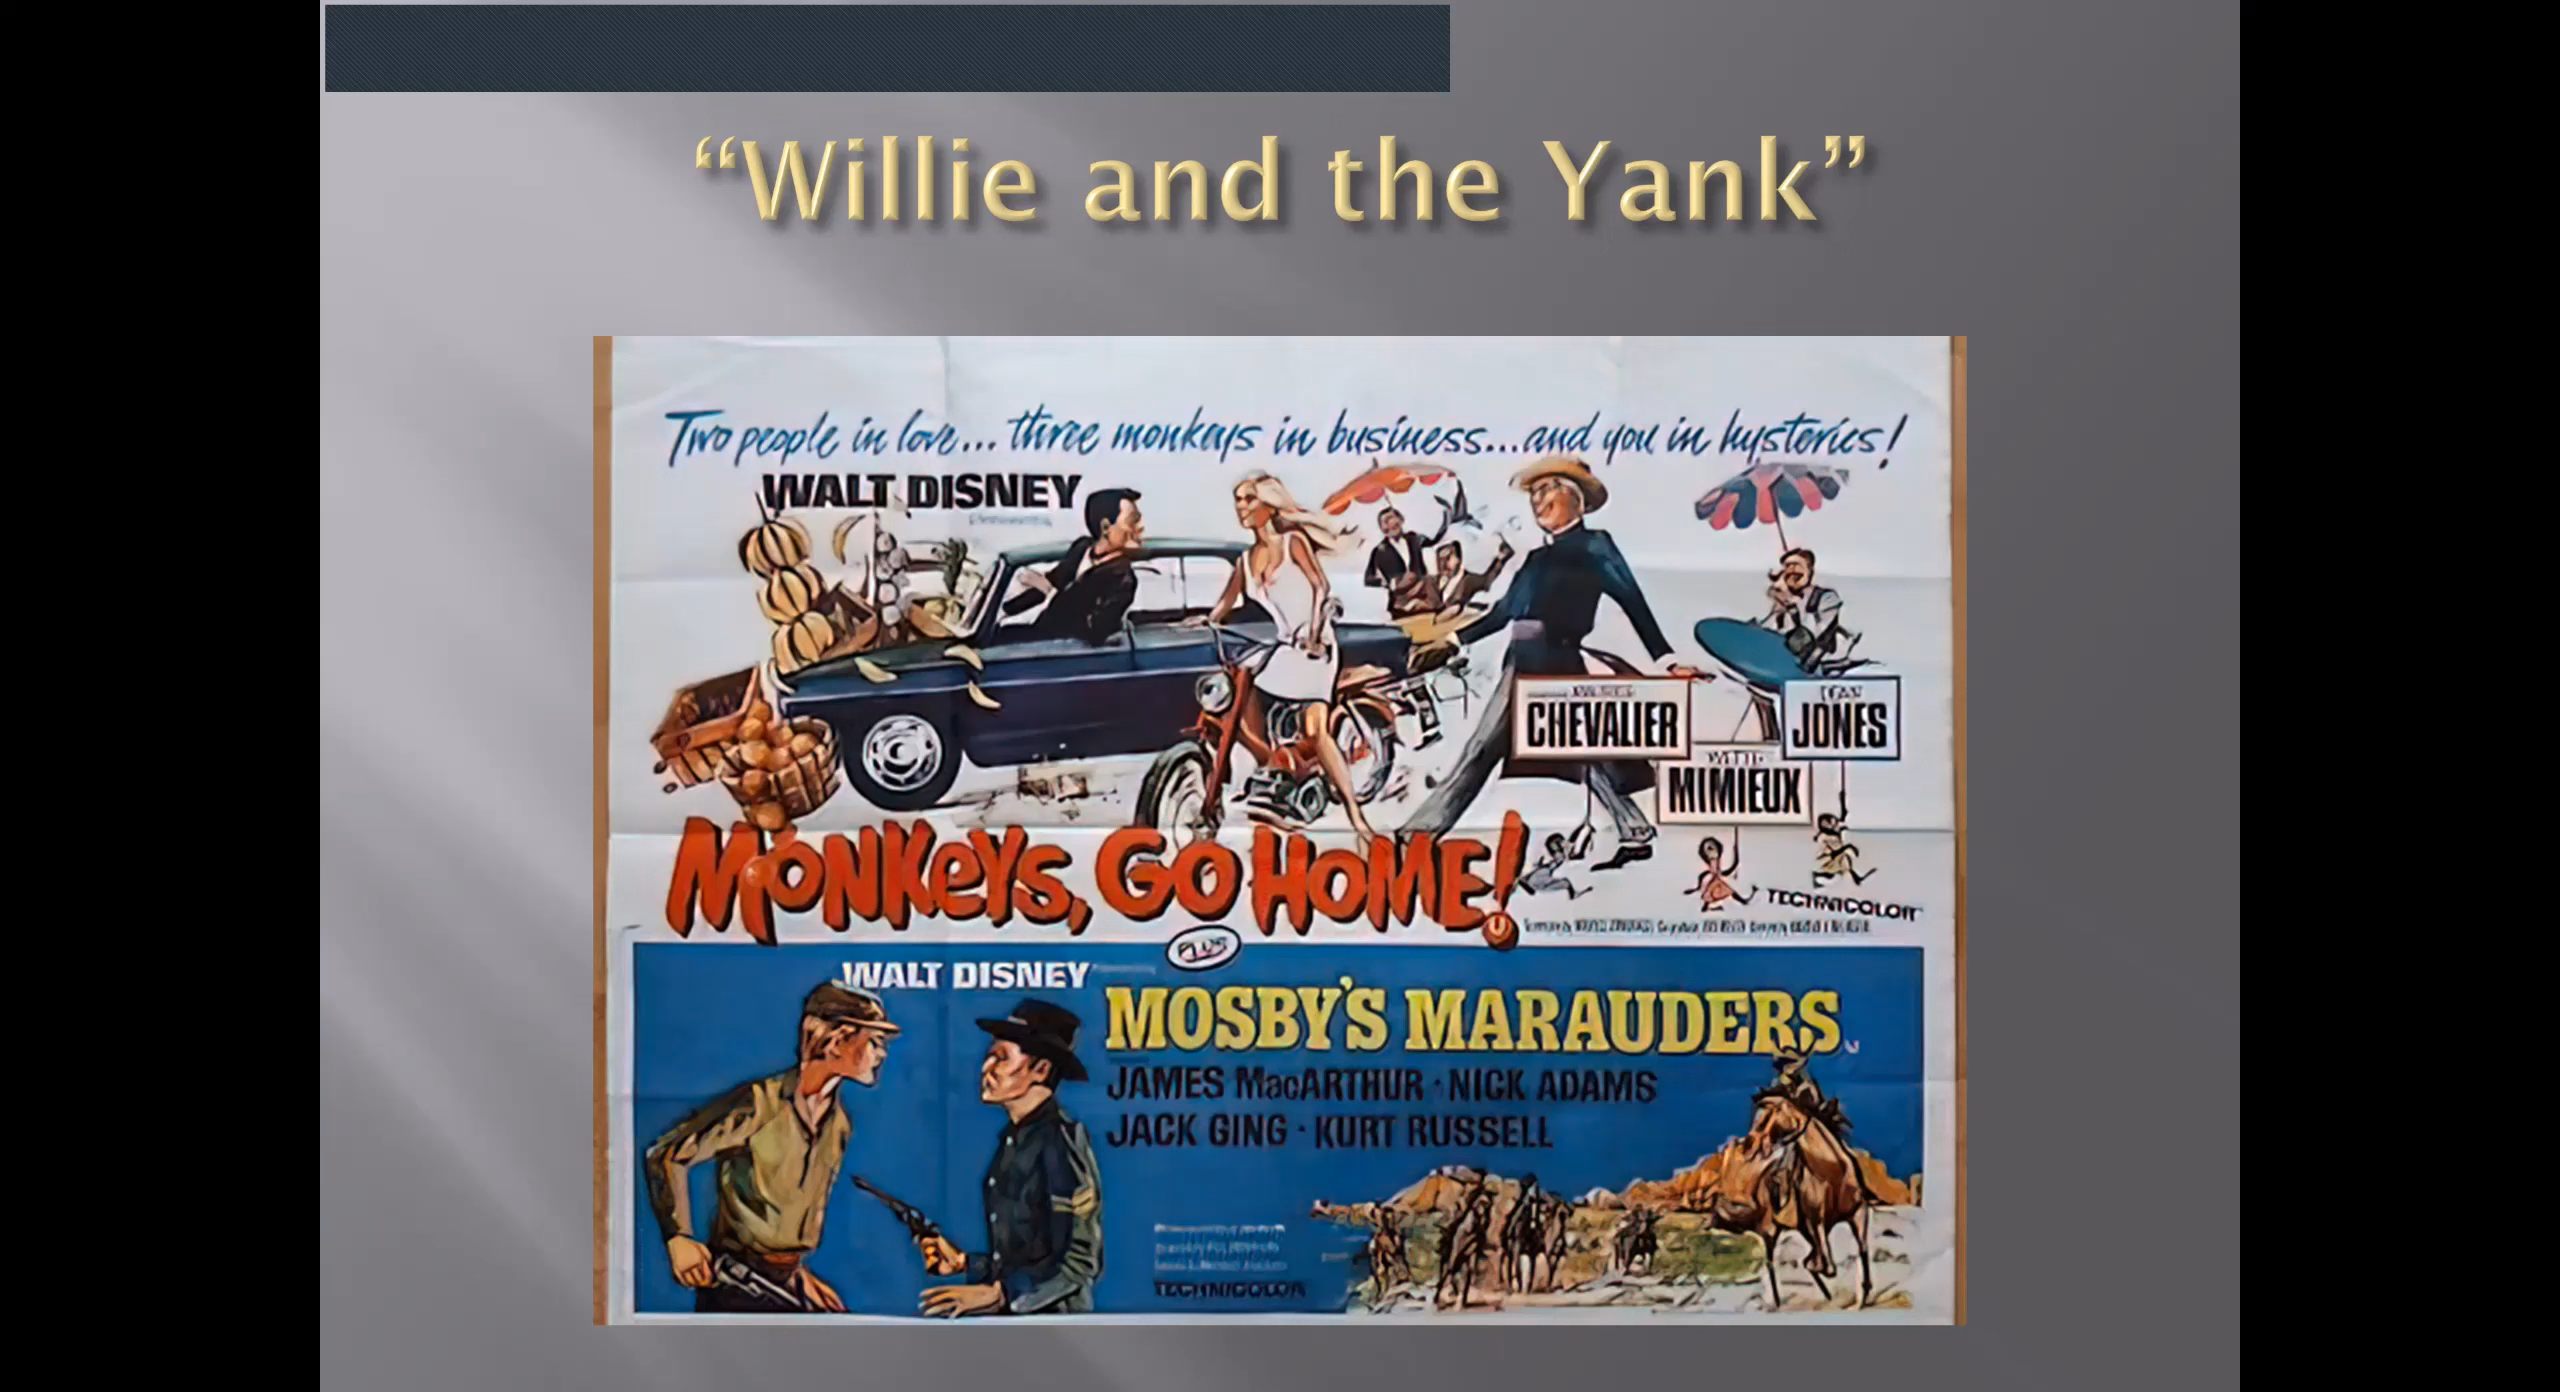 “Willie and the Yank”
Two people in love... three monkeys in business...and you in hysterics!
WALT DISNEY
CHEVALIER
JONES
MIMIEUX
MONKEYS, GO HOME!
TECHNICOLOR
PLUS
WALT DISNEY
MOSBY'S MARAUDERS
JAMES MacARTHUR · NICK ADAMS
JACK GING · KURT RUSSELL
TECHNICOLOR